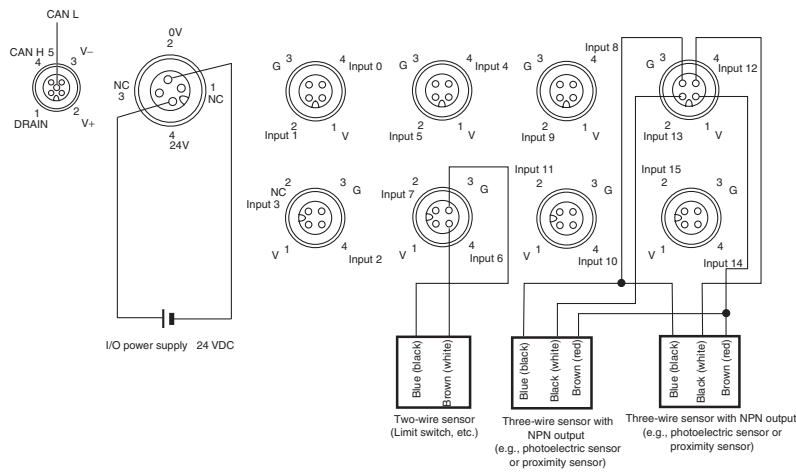 CAN L
CAN H 5 V–
4 3
1 2
DRAIN V+
0V
2
NC
3
1
NC
4
24V
G 3 4 Input 0
Input 1 2 1 V
G 3 4 Input 4
Input 5 2 1 V
G 3 4 Input 8
Input 9 2 1 V
G 3 4 Input 12
Input 13 2 1 V
NC 2 3 G
Input 3
V 1 4 Input 2
Input 7 2 3 G
V 1 4 Input 6
Input 11
2 3 G
V 1 4
Input 10
Input 15
2 3 G
V 1 4
Input 14
I/O power supply 24 VDC
Blue (black)
Brown (white)
Two-wire sensor
(Limit switch, etc.)
Blue (black)
Black (white)
Brown (red)
Three-wire sensor with
NPN output
(e.g., photoelectric sensor
or proximity sensor)
Blue (black)
Black (white)
Brown (red)
Three-wire sensor with NPN output
(e.g., photoelectric sensor or
proximity sensor)